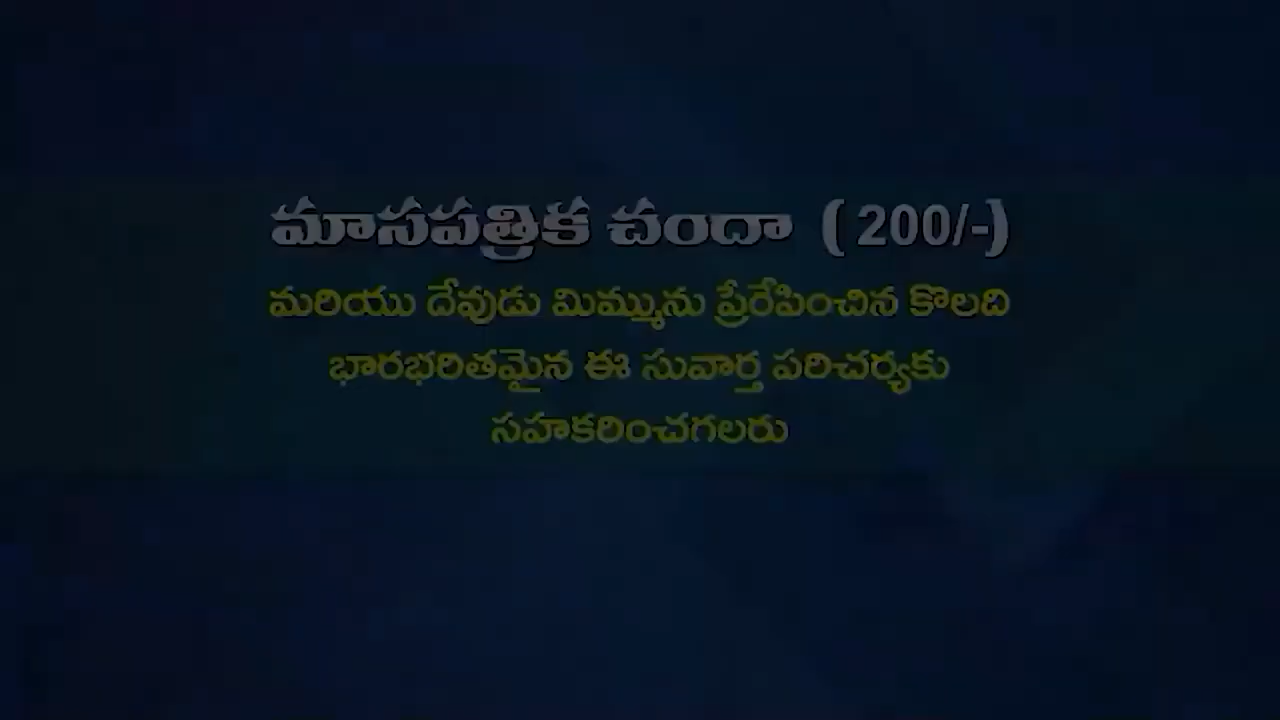 మాసపత్రిక చందా ( 200/-)
మరియు దేవుడు మిమ్మును ప్రేరేపించిన కొలది
భారభరితమైన ఈ సువార్త పరిచర్యకు
సహకరించగలరు